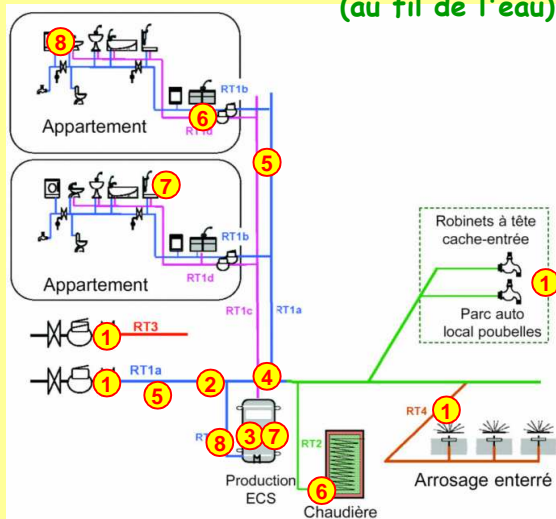 (au fil de l'eau)
8
RT1b
6
RT1d
Appartement
5
7
RT1b
RT1d
Appartement
Robinets à tête
cache-entrée
1
Parc auto
local poubelles
RT1c
RT1a
1
RT3
1
RT1a
5
2
4
RT4
1
8
3
7
RT2
6
Production
ECS
Chaudière
Arrosage enterré